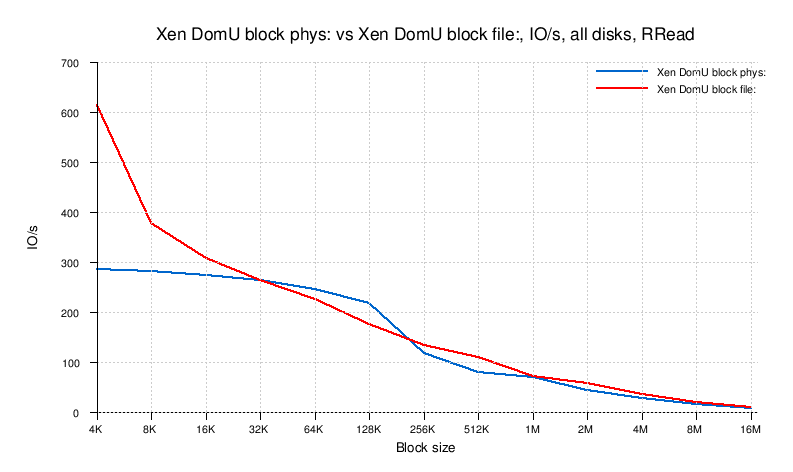 Xen DomU block phys: vs Xen DomU block file:, IO/s, all disks, RRead
700
Xen DomU block phys:
Xen DomU block file:
600
500
400
300
200
100
0
IO/s
4K 8K 16K 32K 64K 128K 256K 512K 1M 2M 4M 8M 16M
Block size